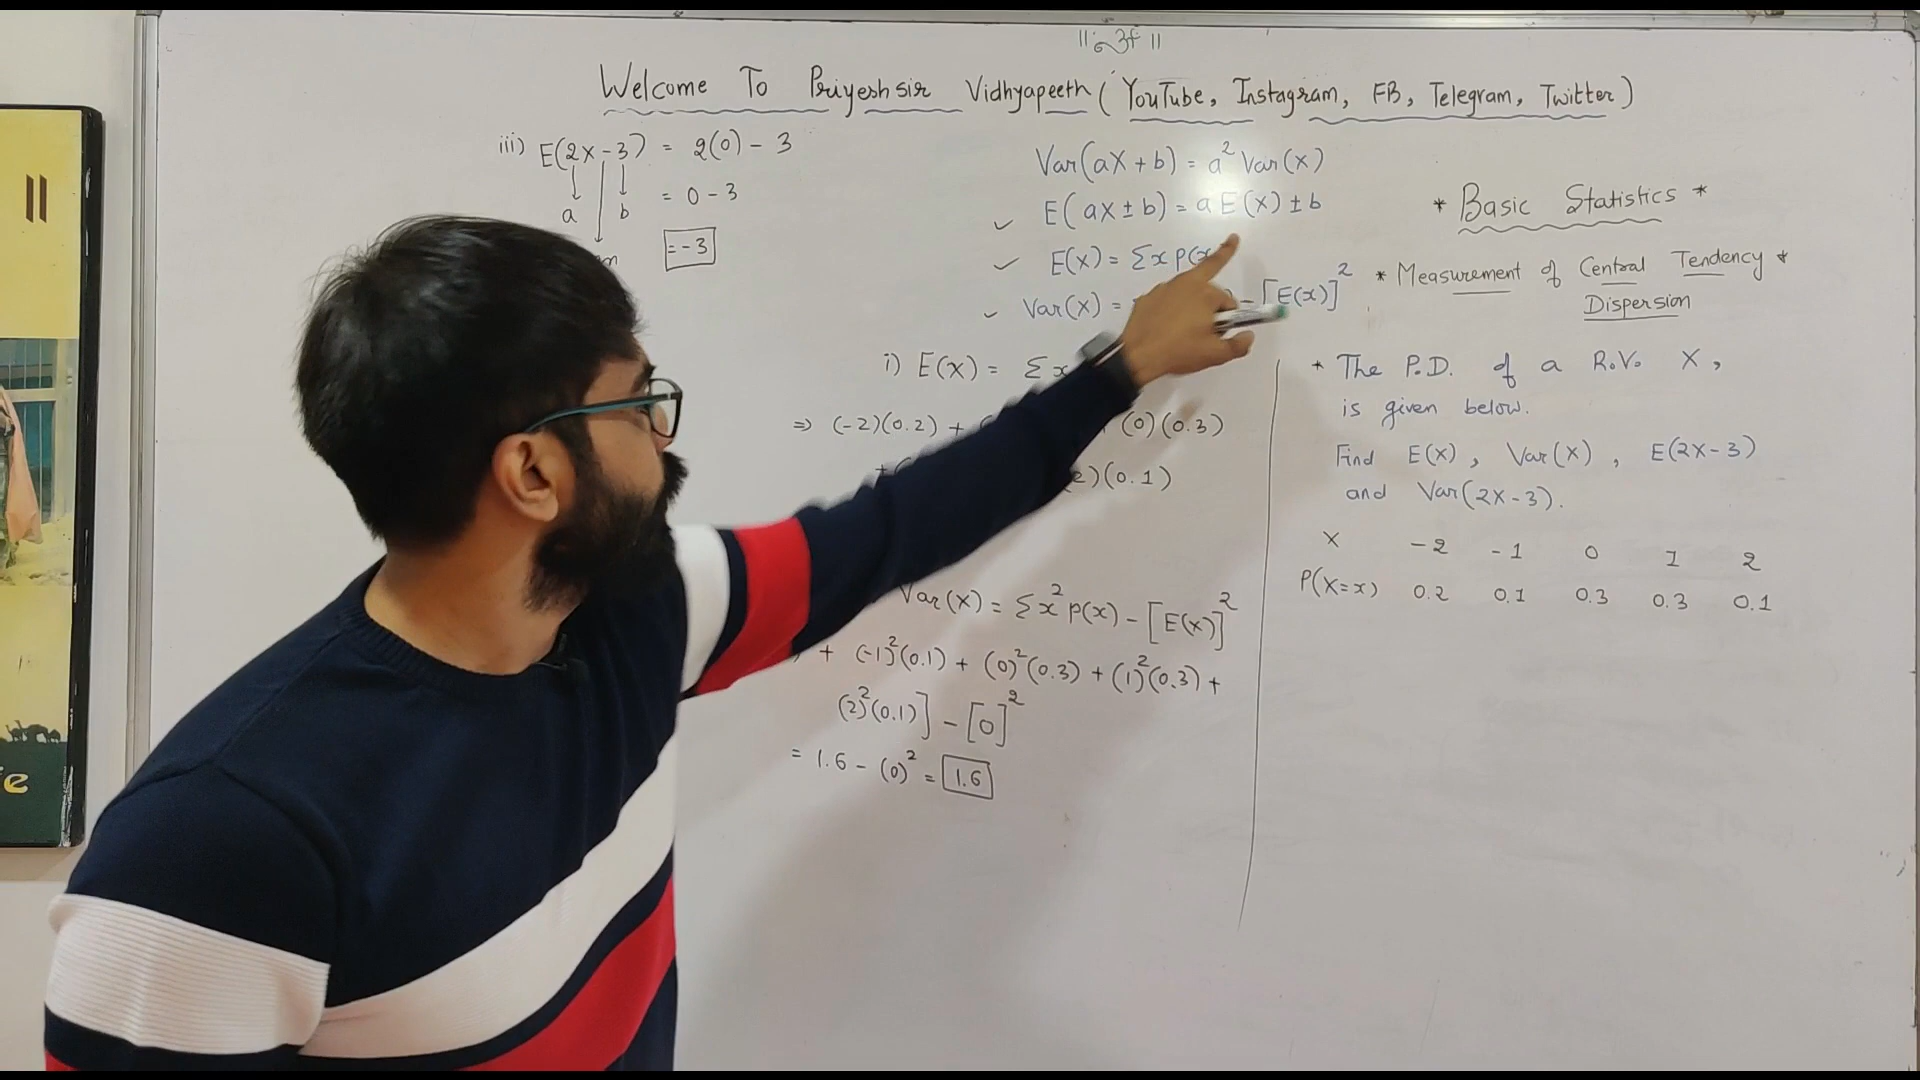 Welcome To Priyesh sir Vidhyapeeth ( YouTube, Instagram, FB, Telegram, Twitter )
iii) E(2X-3) = 2(0) - 3
a b = 0 - 3
= -3
Var(aX + b) = a² Var(X)
✓ E(aX ± b) = a E(X) ± b
✓ E(X) = Σx P(x
✓ Var(X) = - [E(x)]²
i) E(X) = Σx
⇒ (-2)(0.2) + (0)(0.3)
2)(0.1)
Var(X) = Σx² p(x) - [E(X)]²
+ (-1)²(0.1) + (0)²(0.3) + (1)²(0.3) +
(2)²(0.1)] - [0]²
= 1.6 - (0)² = 1.6
* Basic Statistics *
* Measurement of Central Tendency *
Dispersion
* The P.D. of a R.V. X,
is given below.
Find E(X), Var(X), E(2X-3)
and Var(2X-3).
X -2 -1 0 1 2
P(X=x) 0.2 0.1 0.3 0.3 0.1
e